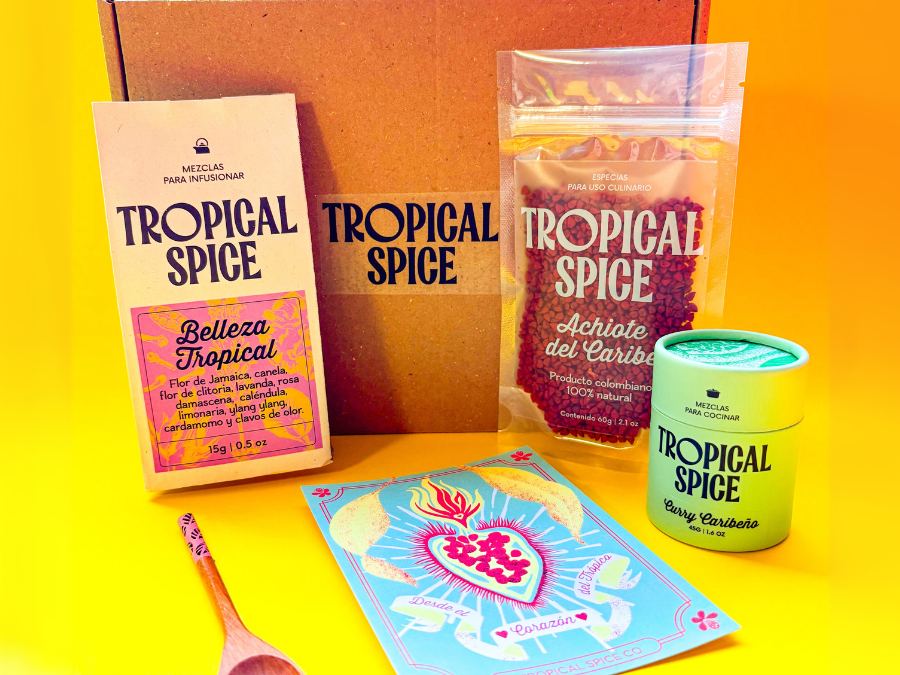 MEZCLAS
PARA INFUSIONAR
TROPICAL
SPICE
Belleza
Tropical
Flor de Jamaica, canela,
flor de clitoria, lavanda, rosa
damascena, caléndula,
limonaria, ylang ylang,
cardamomo y clavos de olor.
15g | 0.5 oz
TROPICAL
SPICE
ESPECIAS
PARA USO CULINARIO
TROPICAL
SPICE
Achiote
del Caribe
Producto colombiano
100% natural
Contenido 60g | 2.1 oz
MEZCLAS
PARA COCINAR
TROPICAL
SPICE
Curry Caribeño
45G | 1.6 OZ
Desde el
Corazón
del Trópico
TROPICAL SPICE CO